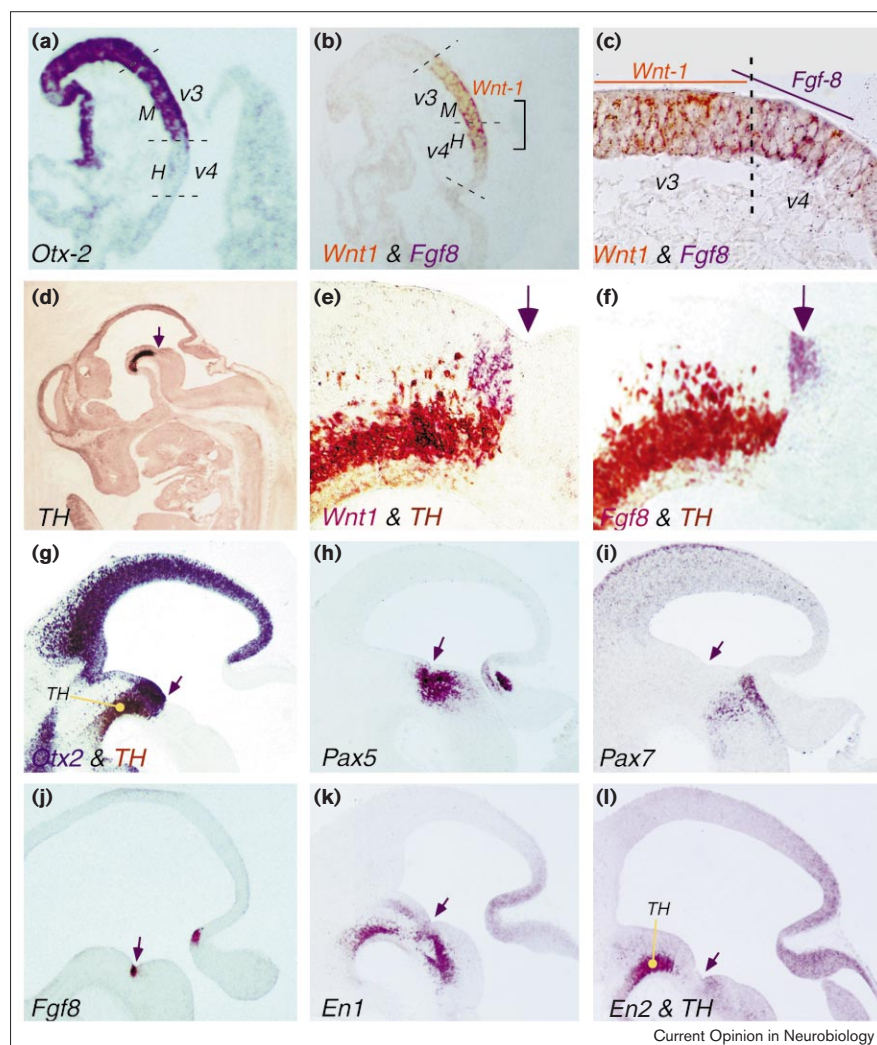 (a)
v3
M
H
v4
Otx-2
(b)
Wnt-1
v3
M
H
v4
Wnt1 & Fgf8
(c)
Wnt-1
Fgf-8
v3
v4
Wnt1 & Fgf8
(d)
TH
(e)
Wnt1 & TH
(f)
Fgf8 & TH
(g)
TH
Otx2 & TH
(h)
Pax5
(i)
Pax7
(j)
Fgf8
(k)
En1
(l)
TH
En2 & TH
Current Opinion in Neurobiology